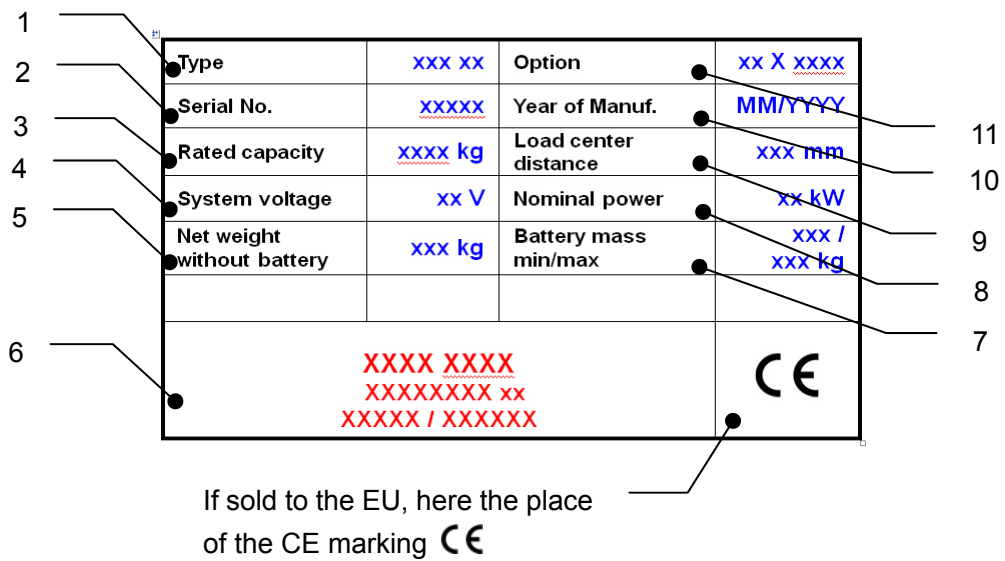 1
2
3
4
5
6
Type xxx xx Option xx X xxxx
Serial No. xxxxx Year of Manuf. MM/YYYY
Rated capacity xxxx kg Load center
distance xxx mm
System voltage xx V Nominal power xx kW
Net weight
without battery xxx kg Battery mass
min/max xxx /
xxx kg
XXXX XXXX
XXXXXXXX xx
XXXXX / XXXXXX
CE
11
10
9
8
7
If sold to the EU, here the place
of the CE marking CE